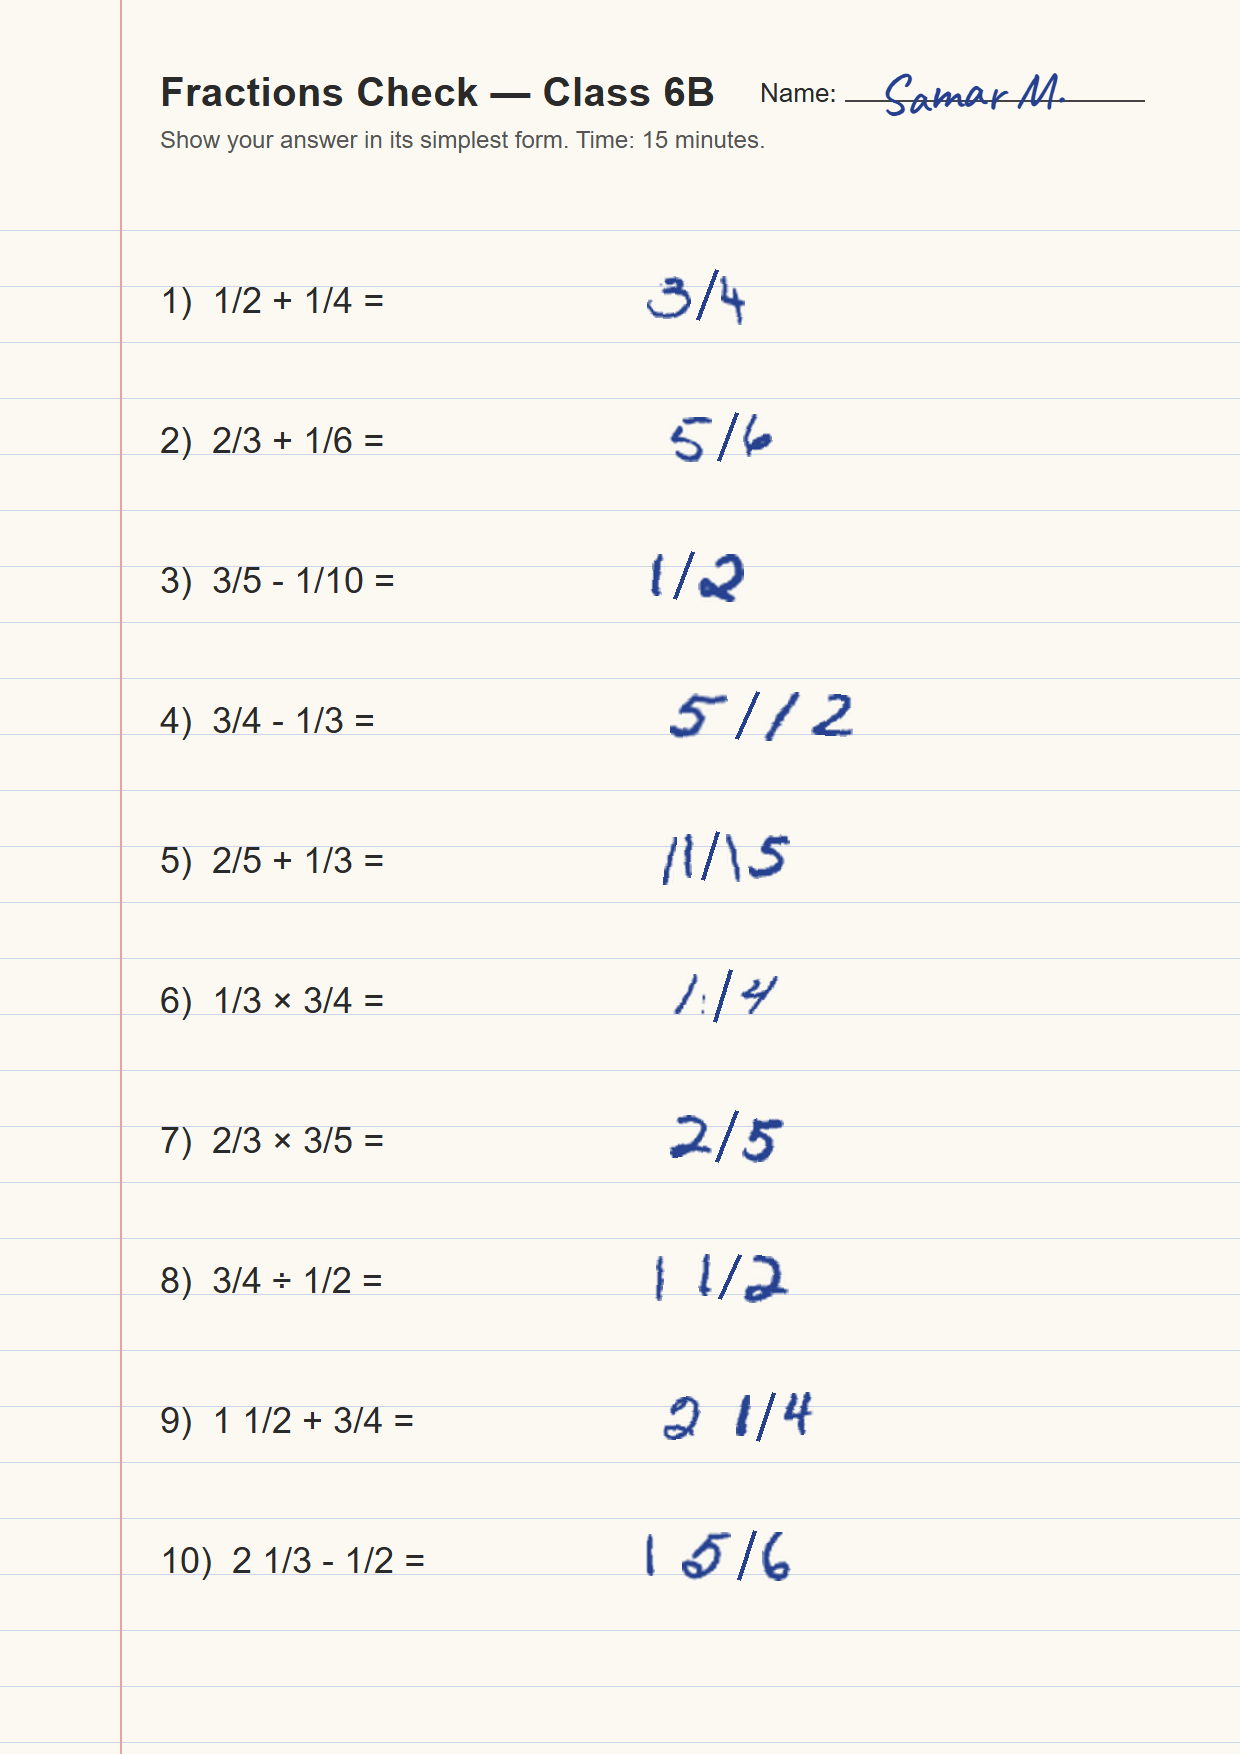 Fractions Check — Class 6B Name: Samar M.
Show your answer in its simplest form. Time: 15 minutes.
1) 1/2 + 1/4 = 3/4
2) 2/3 + 1/6 = 5/6
3) 3/5 - 1/10 = 1/2
4) 3/4 - 1/3 = 5/12
5) 2/5 + 1/3 = 11/15
6) 1/3 × 3/4 = 1/4
7) 2/3 × 3/5 = 2/5
8) 3/4 ÷ 1/2 = 1 1/2
9) 1 1/2 + 3/4 = 2 1/4
10) 2 1/3 - 1/2 = 1 5/6